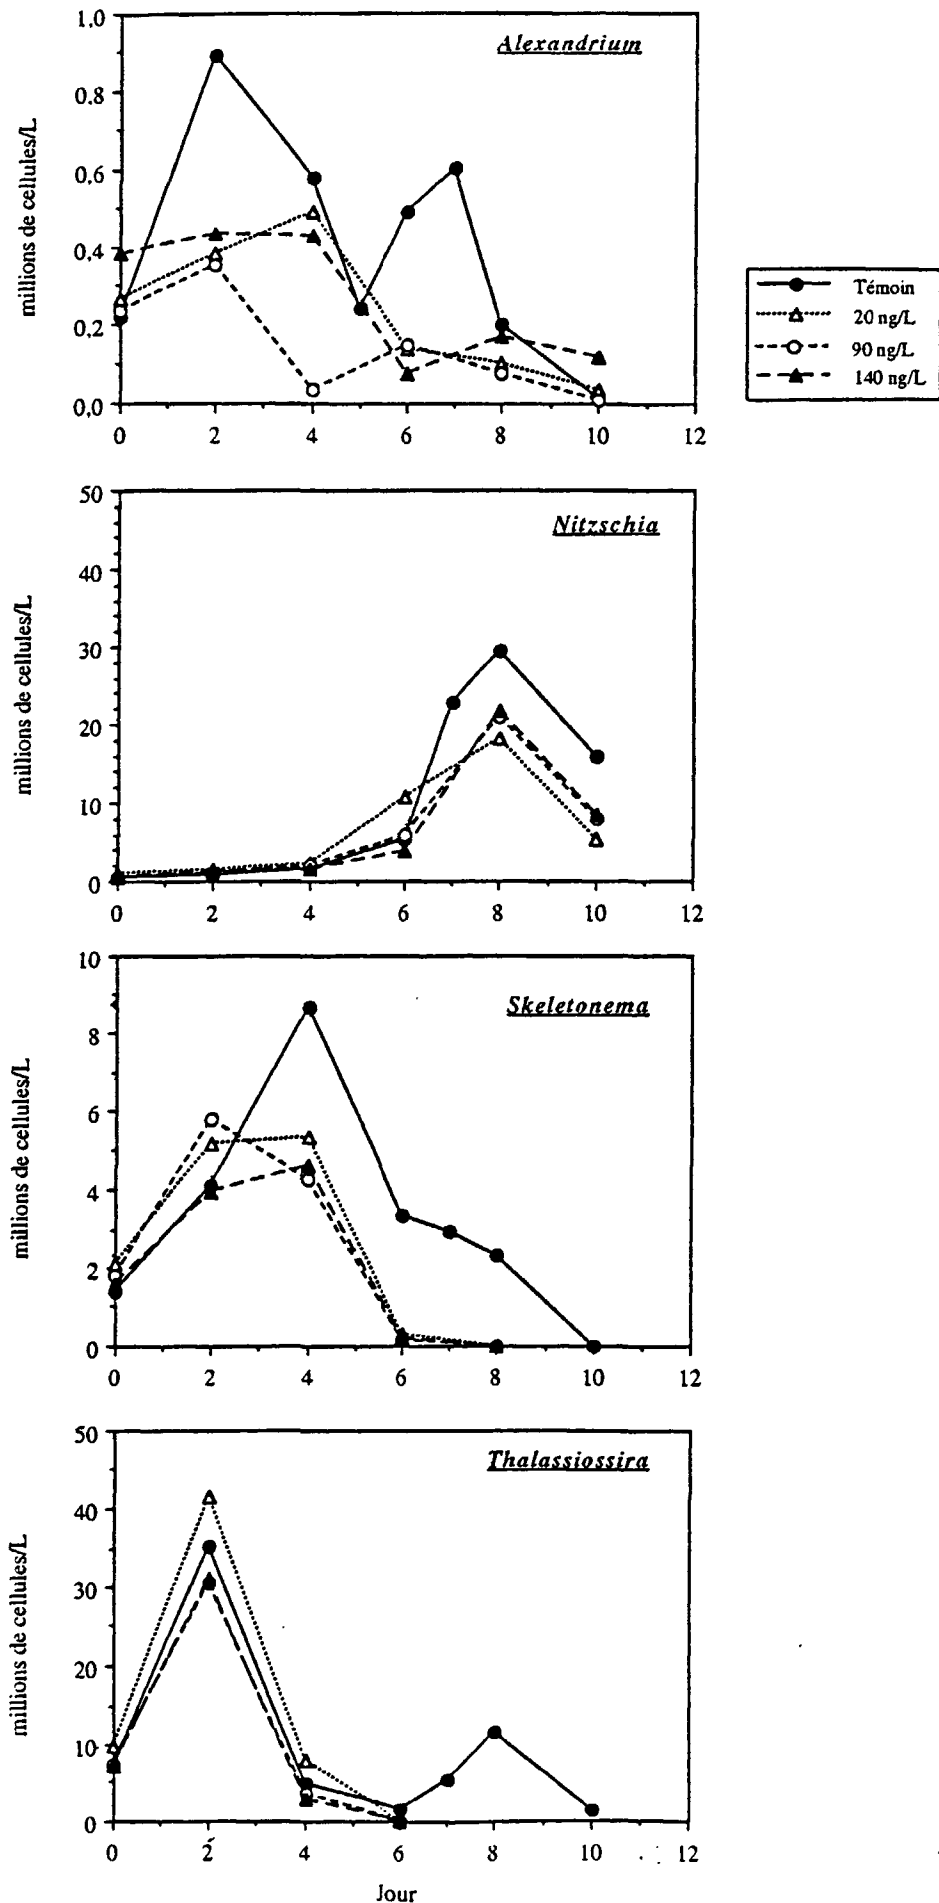 Alexandrium
millions de cellules/L
1.0
0.8
0.6
0.4
0.2
0.0
0 2 4 6 8 10 12
Témoin
20 ng/L
90 ng/L
140 ng/L
Nitzschia
millions de cellules/L
50
40
30
20
10
0
0 2 4 6 8 10 12
Skeletonema
millions de cellules/L
10
8
6
4
2
0
0 2 4 6 8 10 12
Thalassiossira
millions de cellules/L
50
40
30
20
10
0
0 2 4 6 8 10 12
Jour